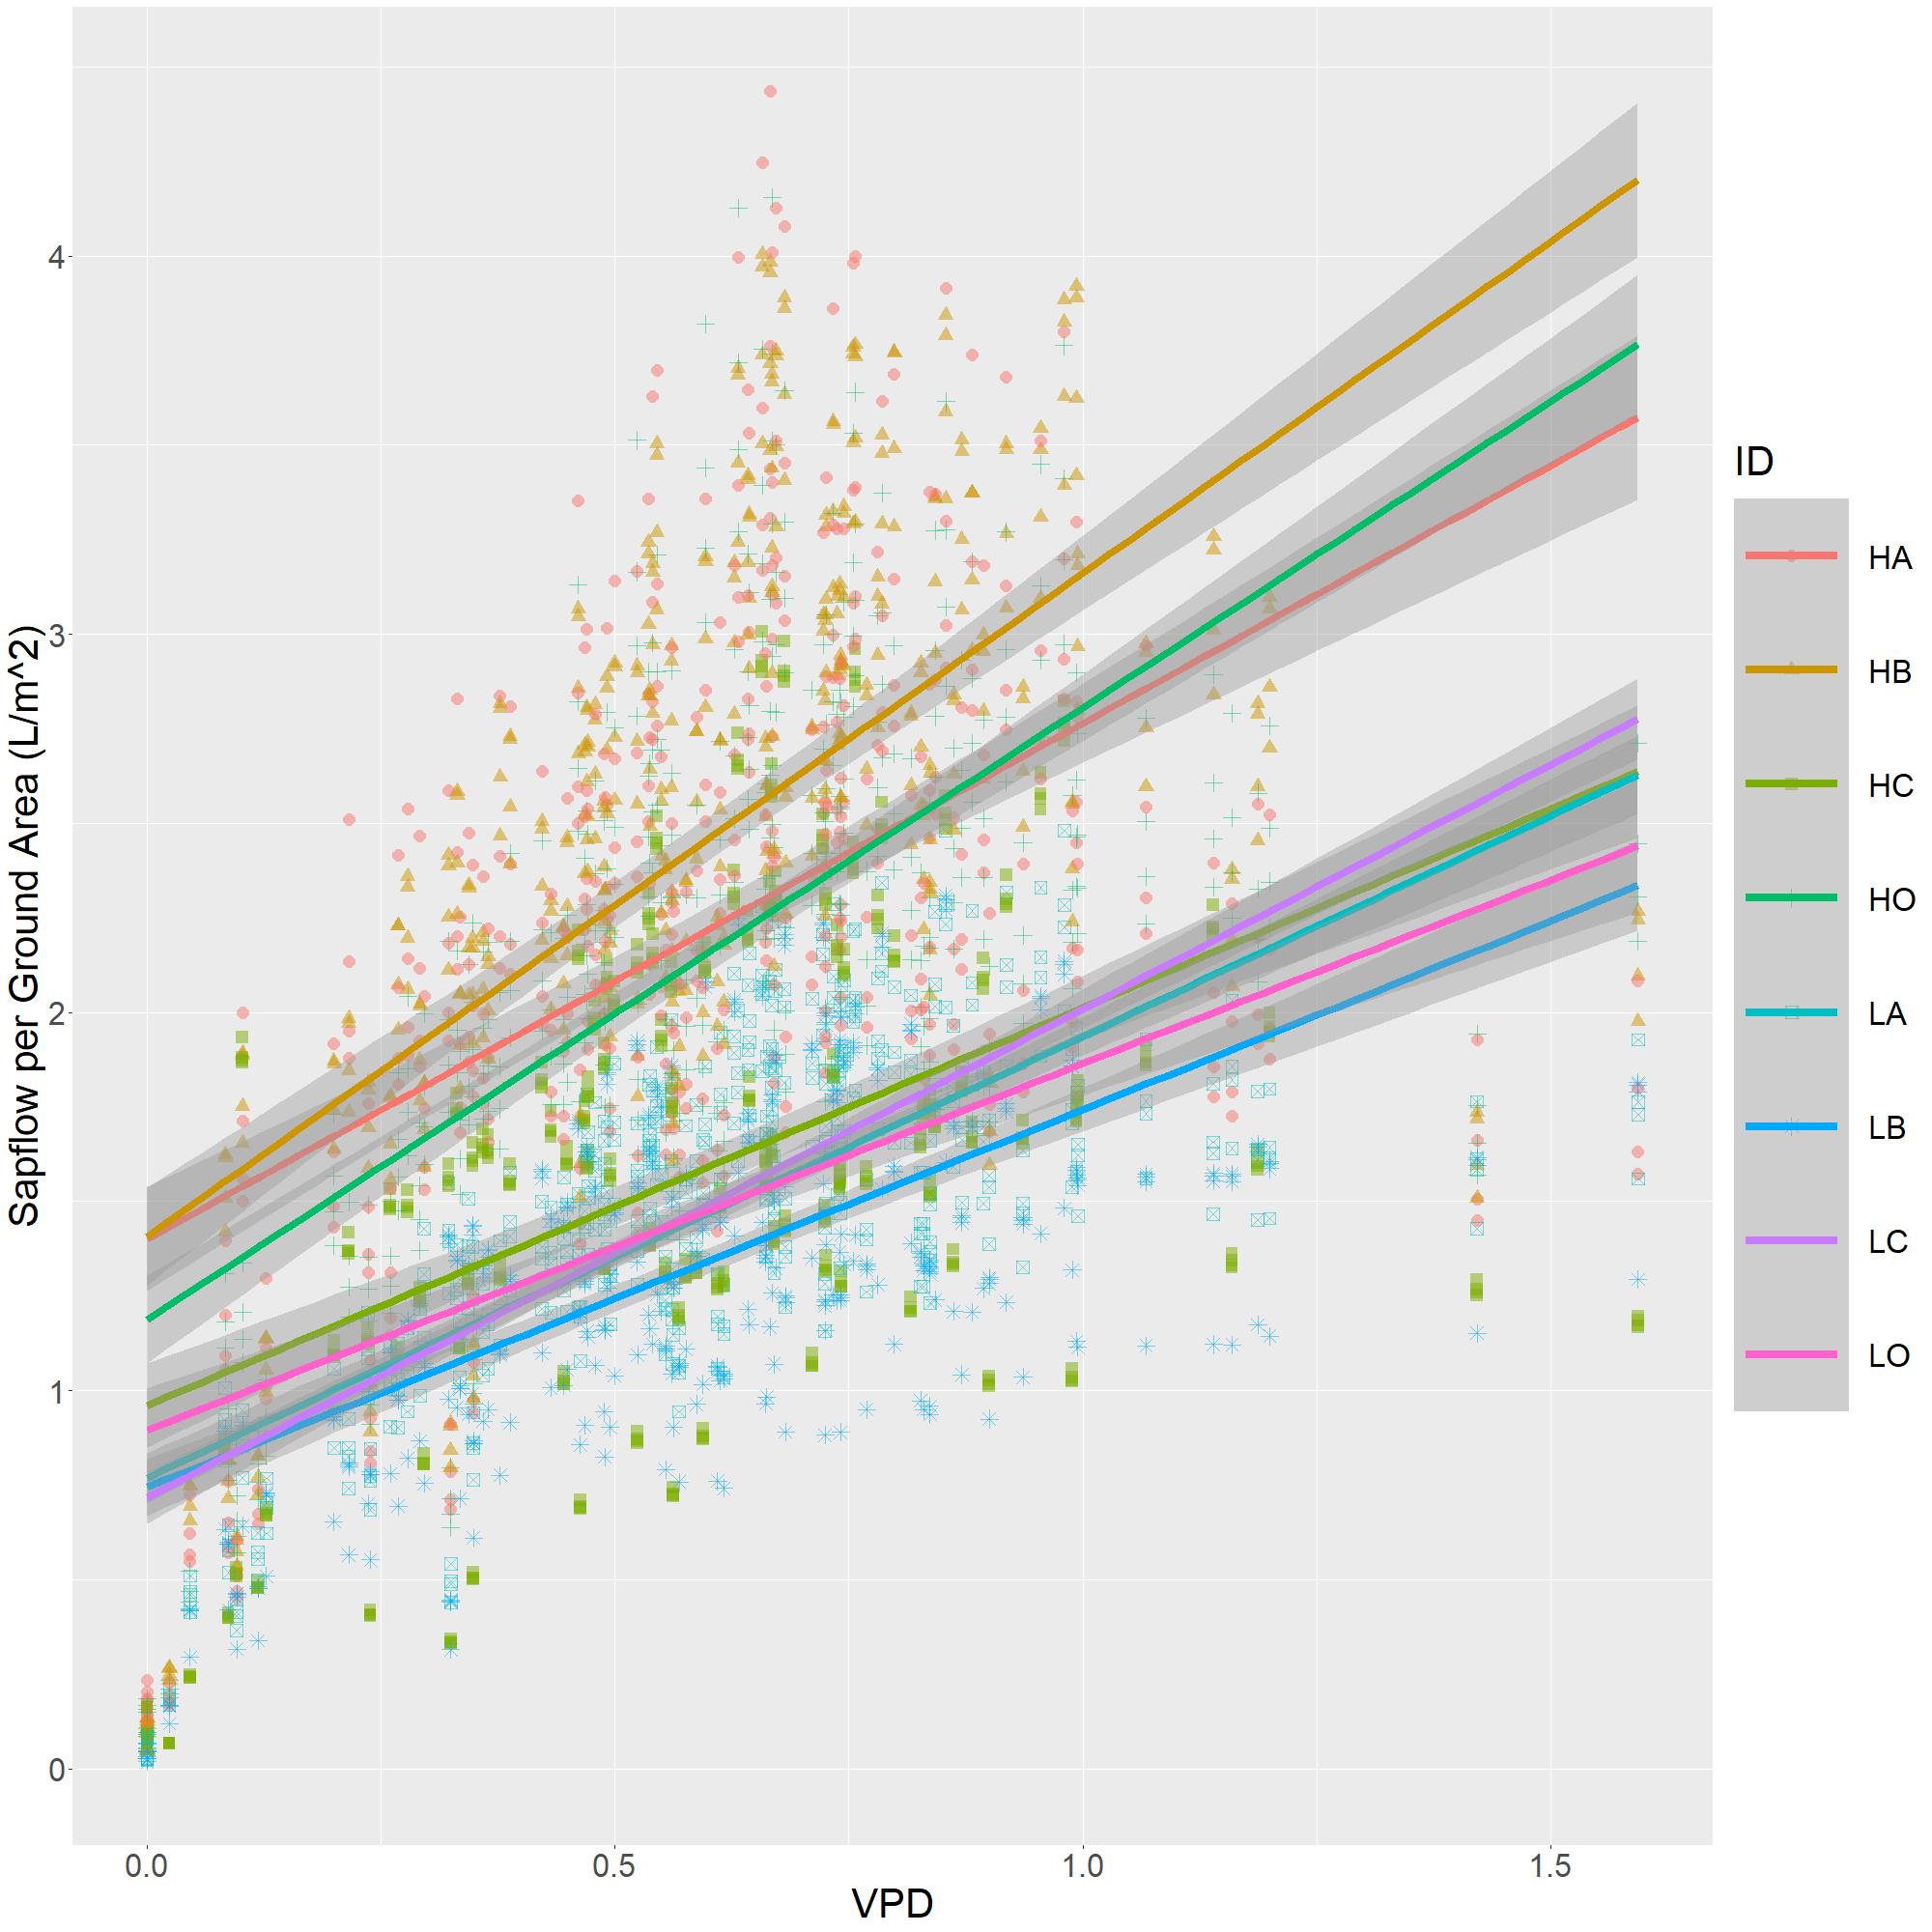 Sapflow per Ground Area (L/m^2)
4
3
2
1
0
0.0 0.5 1.0 1.5
VPD
ID
HA
HB
HC
HO
LA
LB
LC
LO